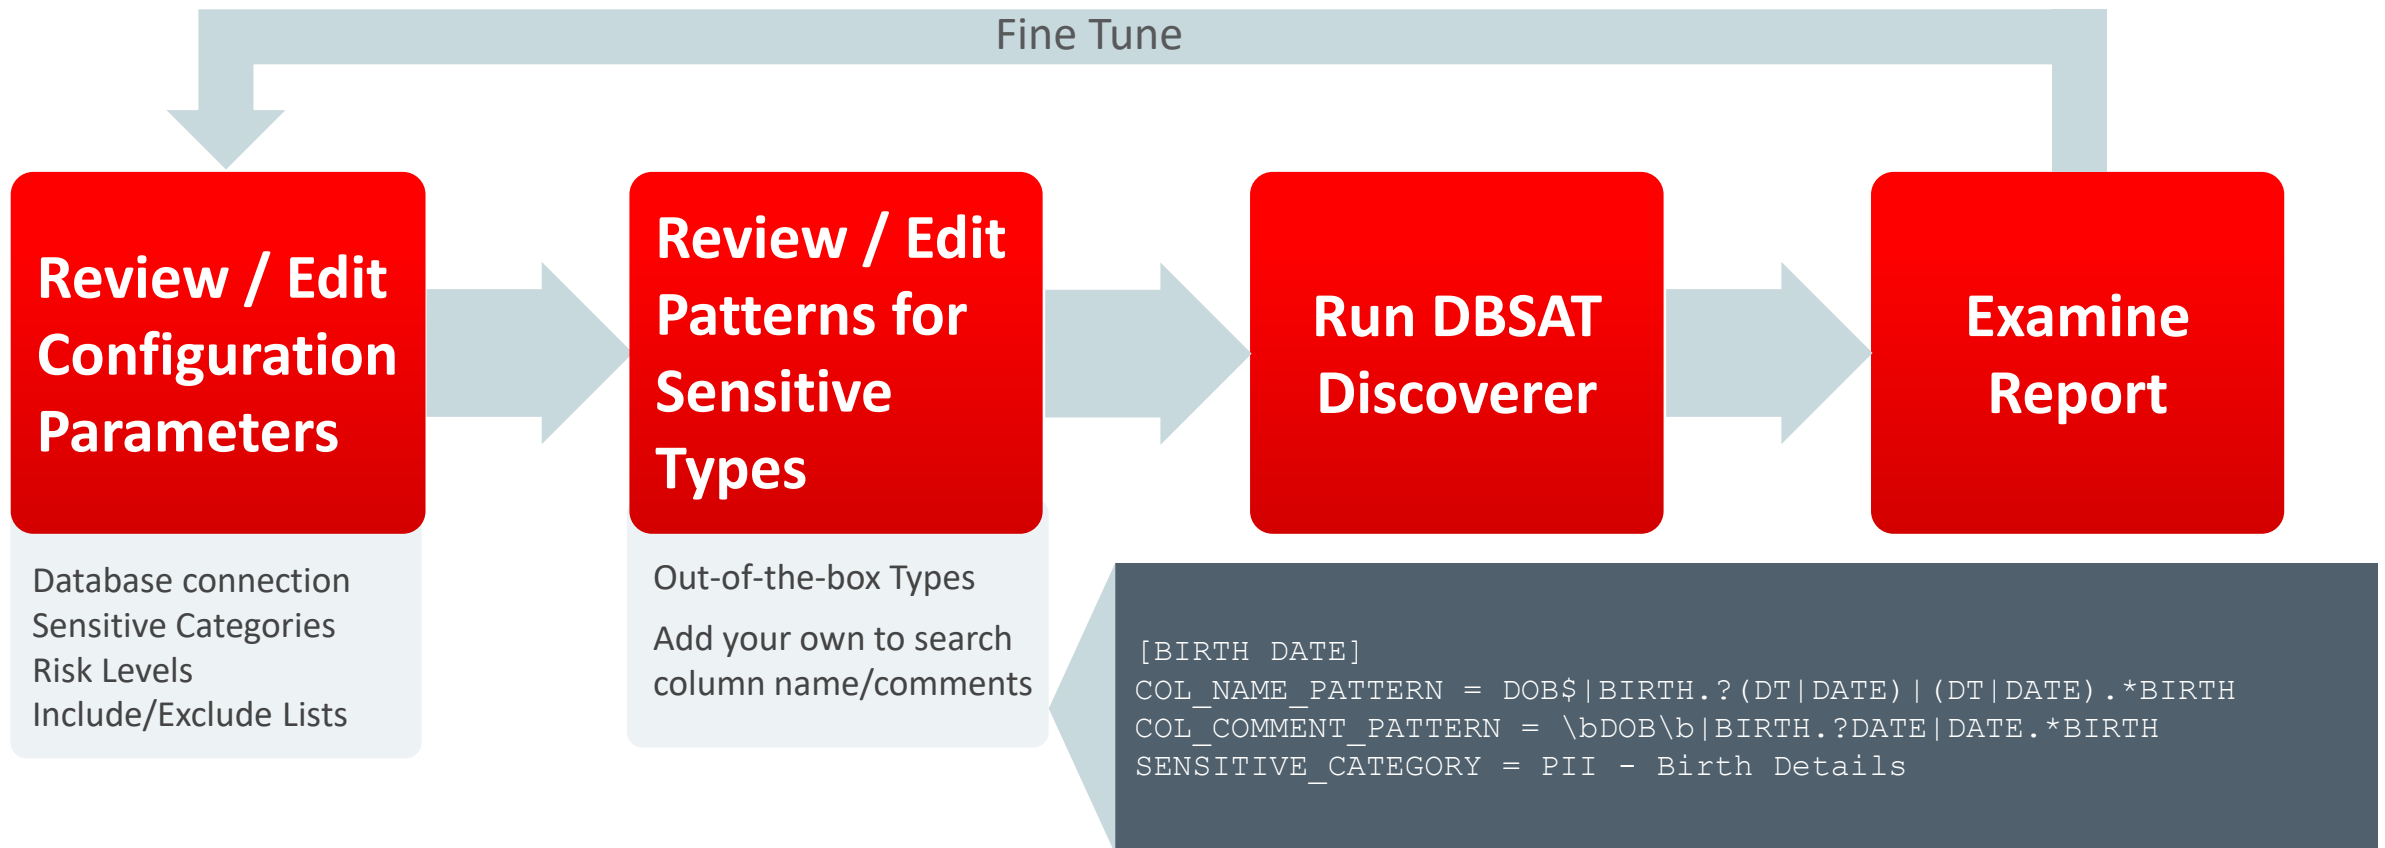 Fine Tune
Review / Edit
Configuration
Parameters
Review / Edit
Patterns for
Sensitive
Types
Run DBSAT
Discoverer
Examine
Report
Database connection
Sensitive Categories
Risk Levels
Include/Exclude Lists
Out-of-the-box Types
Add your own to search
column name/comments
[BIRTH DATE]
COL_NAME_PATTERN = DOB$|BIRTH.?(DT|DATE)|(DT|DATE).*BIRTH
COL_COMMENT_PATTERN = \bDOB\b|BIRTH.?DATE|DATE.*BIRTH
SENSITIVE_CATEGORY = PII - Birth Details